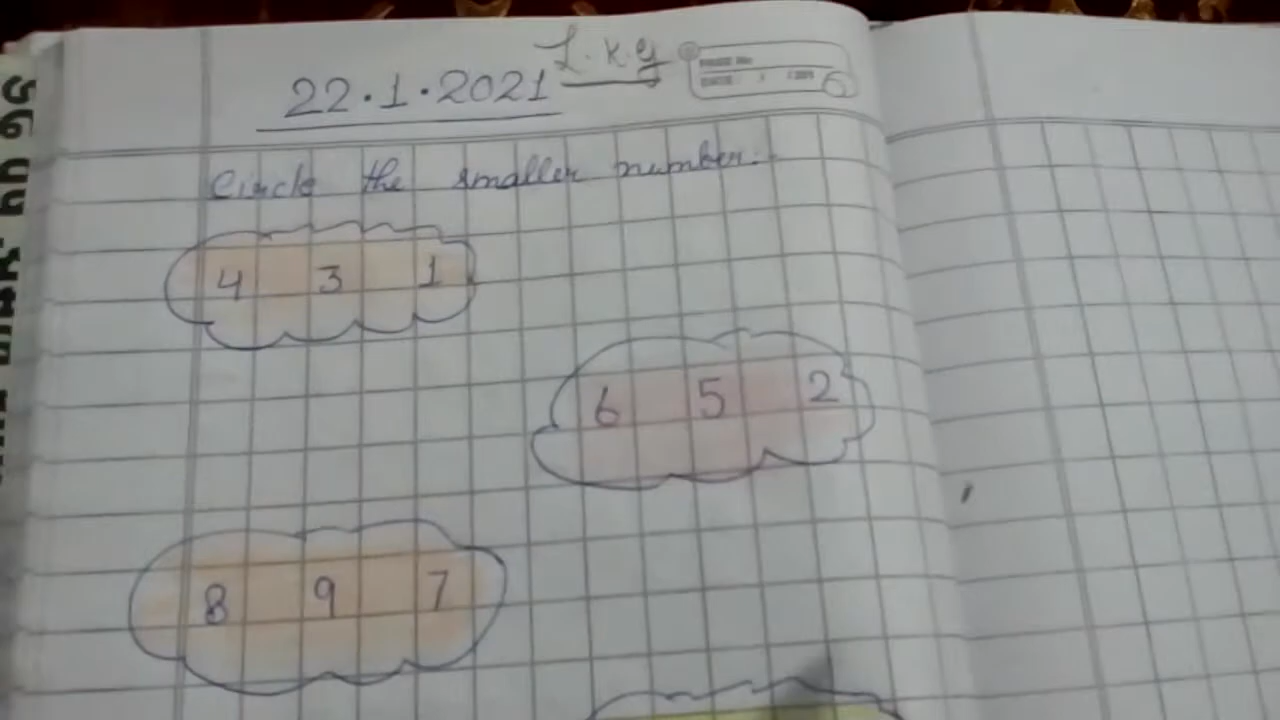 L.K.g
22.1.2021
Circle the smaller number.
4 3 1
6 5 2
8 9 7